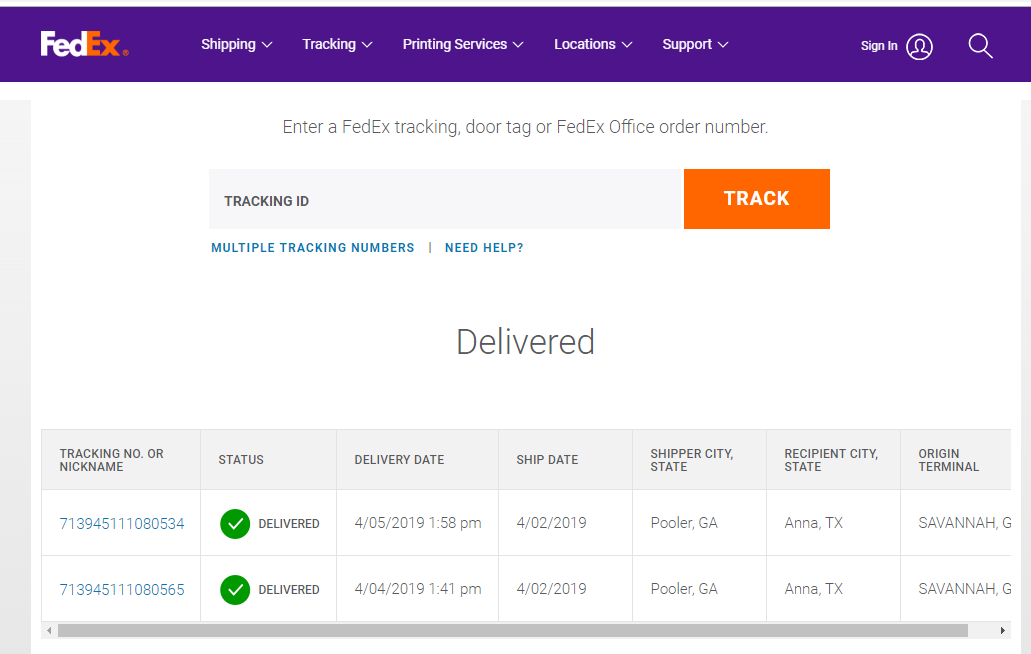 FedEx®
Shipping Tracking Printing Services Locations Support Sign In
Enter a FedEx tracking, door tag or FedEx Office order number.
TRACKING ID TRACK
MULTIPLE TRACKING NUMBERS | NEED HELP?
Delivered
TRACKING NO. OR NICKNAME STATUS DELIVERY DATE SHIP DATE SHIPPER CITY, STATE RECIPIENT CITY, STATE ORIGIN TERMINAL
713945111080534 DELIVERED 4/05/2019 1:58 pm 4/02/2019 Pooler, GA Anna, TX SAVANNAH, G
713945111080565 DELIVERED 4/04/2019 1:41 pm 4/02/2019 Pooler, GA Anna, TX SAVANNAH, G